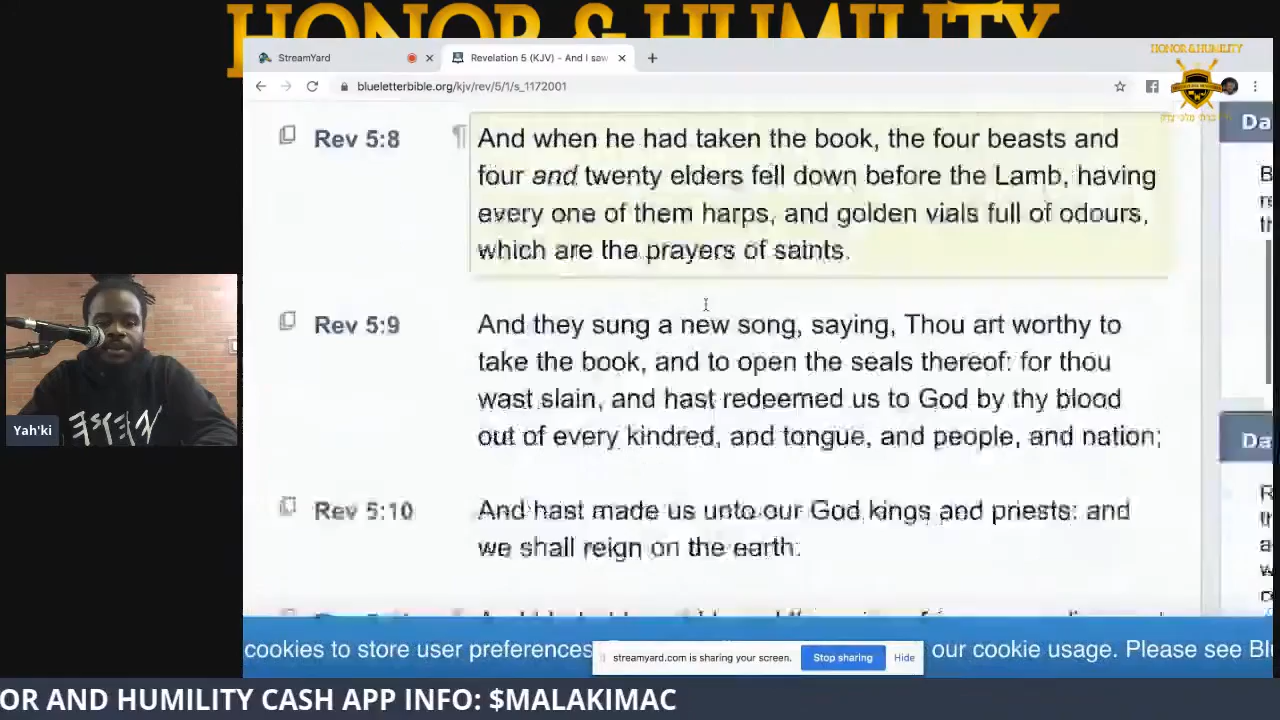 HONOR & HUMILITY
StreamYard
Revelation 5 (KJV) - And I saw
HONOR & HUMILITY
blueletterbible.org/kjv/rev/5/1/s_1172001
Rev 5:8
¶ And when he had taken the book, the four beasts and
four and twenty elders fell down before the Lamb, having
every one of them harps, and golden vials full of odours,
which are the prayers of saints.
Da
Rev 5:9
And they sung a new song, saying, Thou art worthy to
take the book, and to open the seals thereof: for thou
wast slain, and hast redeemed us to God by thy blood
out of every kindred, and tongue, and people, and nation;
Da
Yah'ki
Rev 5:10
And hast made us unto our God kings and priests: and
we shall reign on the earth.
cookies to store user preferences
our cookie usage. Please see Bl
streamyard.com is sharing your screen.
Stop sharing
Hide
OR AND HUMILITY CASH APP INFO: $MALAKIMAC